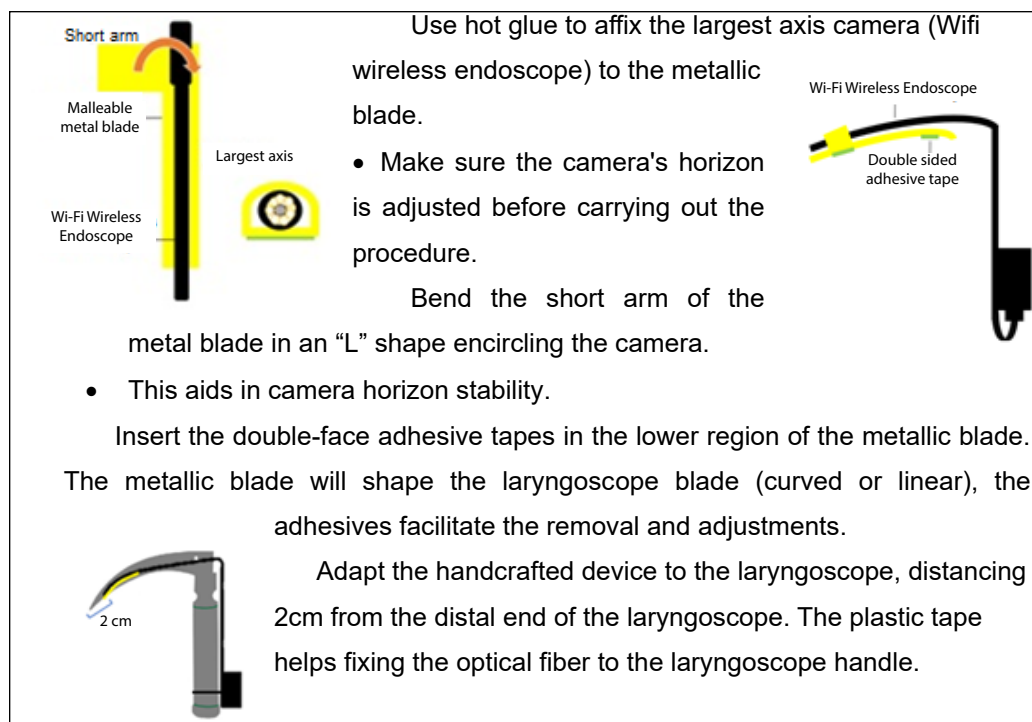 Use hot glue to affix the largest axis camera (Wifi
wireless endoscope) to the metallic
blade.
• Make sure the camera's horizon
is adjusted before carrying out the
procedure.
Bend the short arm of the
metal blade in an “L” shape encircling the camera.
• This aids in camera horizon stability.
Insert the double-face adhesive tapes in the lower region of the metallic blade.
The metallic blade will shape the laryngoscope blade (curved or linear), the
adhesives facilitate the removal and adjustments.
Adapt the handcrafted device to the laryngoscope, distancing
2cm from the distal end of the laryngoscope. The plastic tape
helps fixing the optical fiber to the laryngoscope handle.
Short arm
Malleable
metal blade
Largest axis
Wi-Fi Wireless
Endoscope
Wi-Fi Wireless Endoscope
Double sided
adhesive tape
2 cm